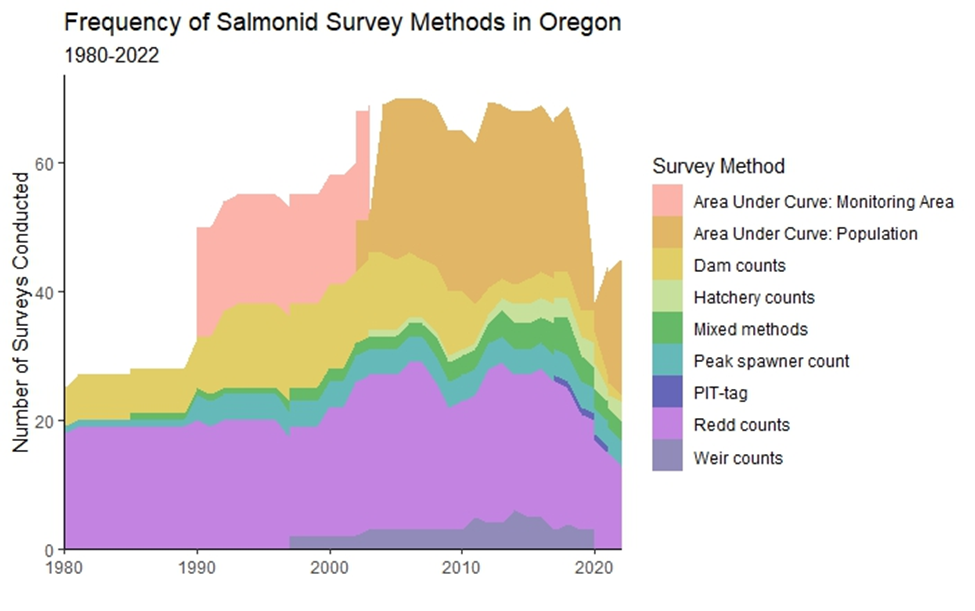 Frequency of Salmonid Survey Methods in Oregon
1980-2022
Number of Surveys Conducted
60
40
20
0
1980
1990
2000
2010
2020
Survey Method
Area Under Curve: Monitoring Area
Area Under Curve: Population
Dam counts
Hatchery counts
Mixed methods
Peak spawner count
PIT-tag
Redd counts
Weir counts